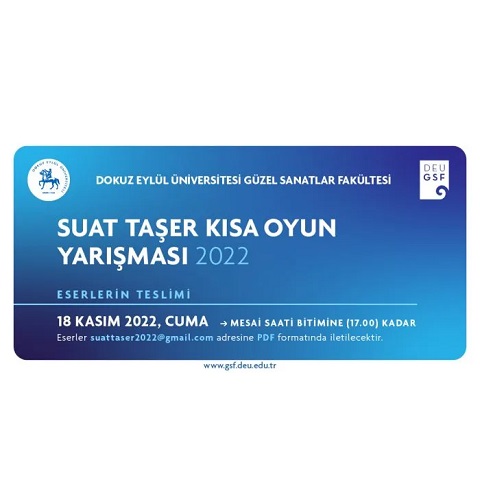 DOKUZ EYLÜL ÜNİVERSİTESİ GÜZEL SANATLAR FAKÜLTESİ
DEU
GSF
SUAT TAŞER KISA OYUN
YARIŞMASI 2022
ESERLERİN TESLİMİ
18 KASIM 2022, CUMA → MESAİ SAATİ BİTİMİNE (17.00) KADAR
Eserler suattaser2022@gmail.com adresine PDF formatında iletilecektir.
www.gsf.deu.edu.tr